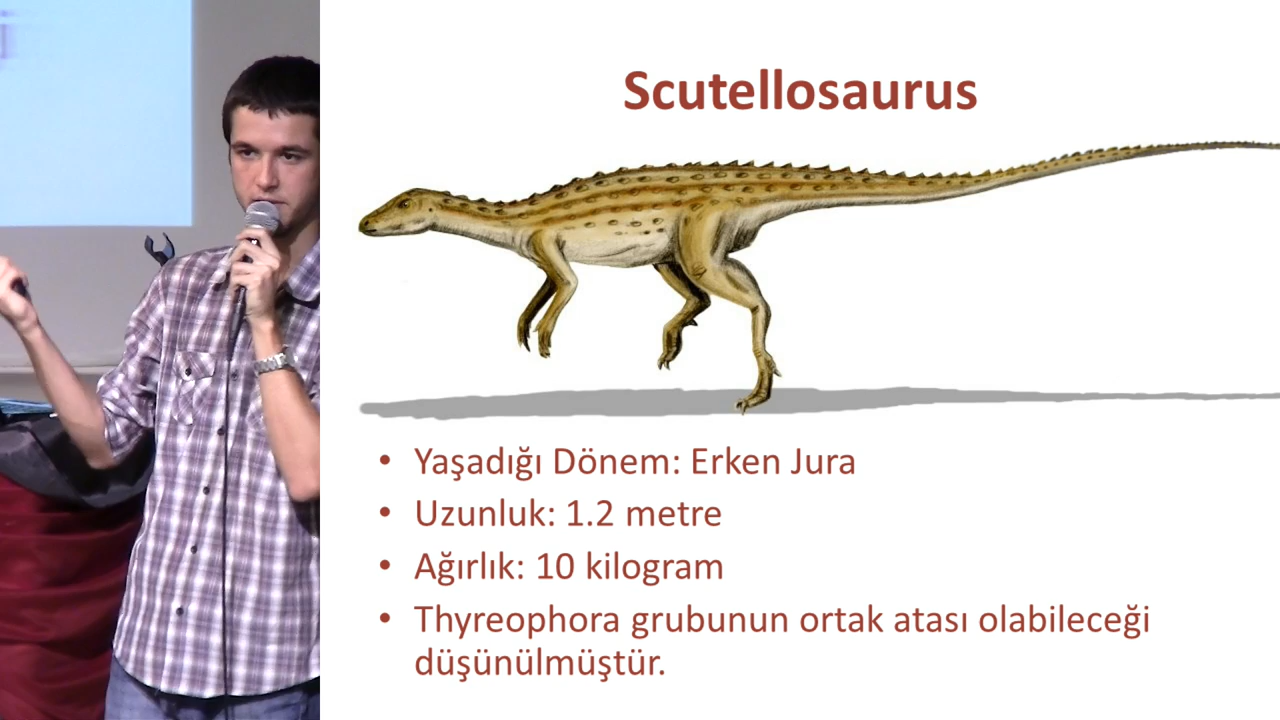 Scutellosaurus
• Yaşadığı Dönem: Erken Jura
• Uzunluk: 1.2 metre
• Ağırlık: 10 kilogram
• Thyreophora grubunun ortak atası olabileceği
düşünülmüştür.